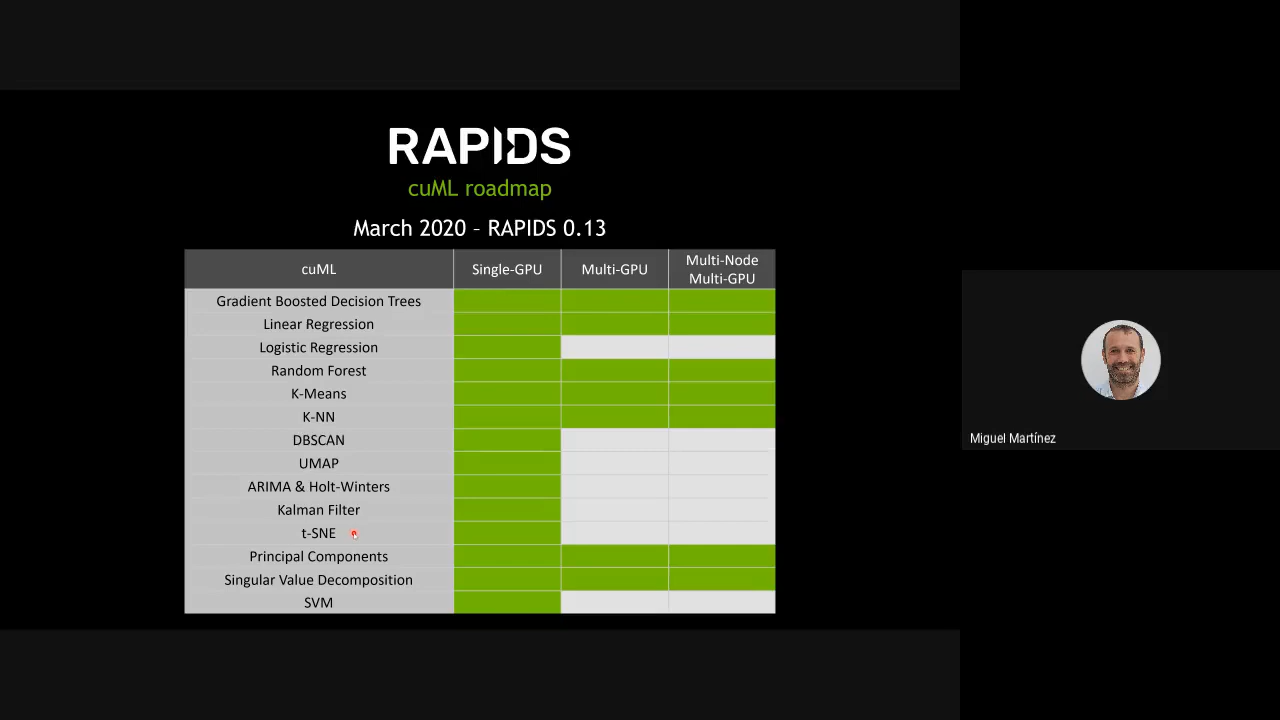 RAPIDS
cuML roadmap
March 2020 – RAPIDS 0.13
cuML
Single-GPU
Multi-GPU
Multi-Node
Multi-GPU
Gradient Boosted Decision Trees
Linear Regression
Logistic Regression
Random Forest
K-Means
K-NN
DBSCAN
UMAP
ARIMA & Holt-Winters
Kalman Filter
t-SNE
Principal Components
Singular Value Decomposition
SVM
Miguel Martínez